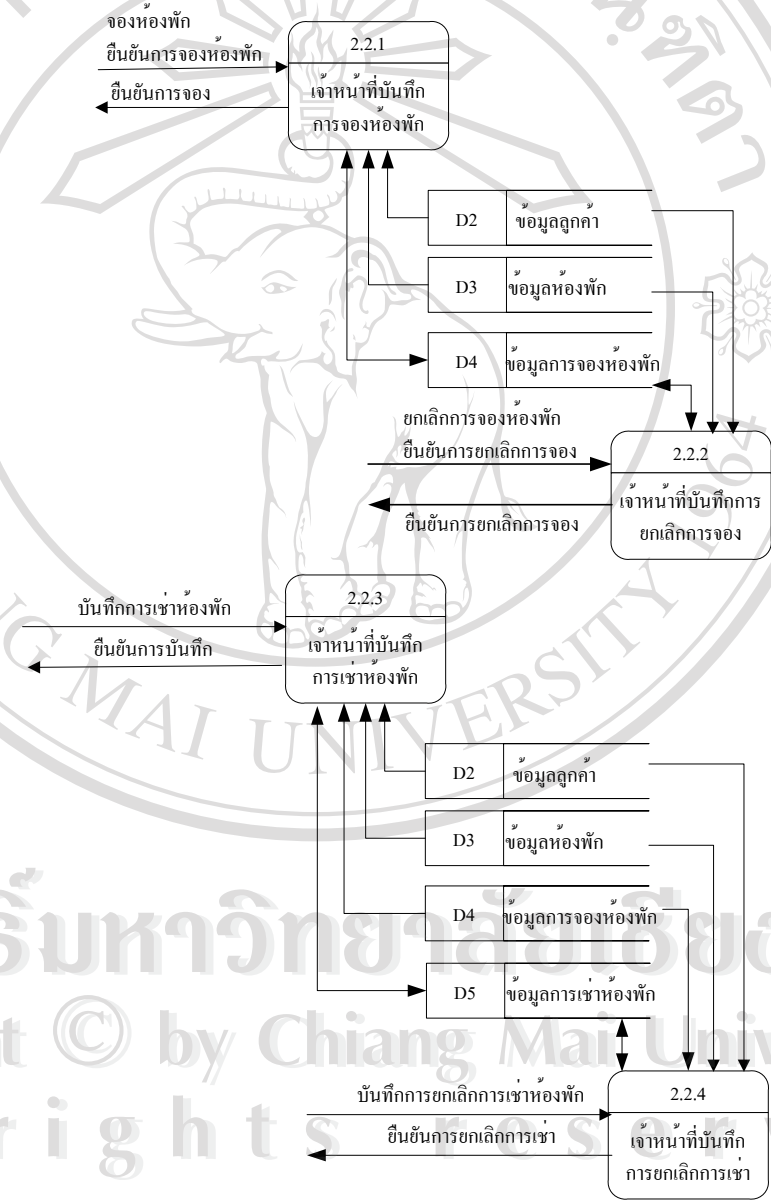 จองห้องพัก
ยืนยันการจองห้องพัก
ยืนยันการจอง
2.2.1
เจ้าหน้าที่บันทึก
การจองห้องพัก
D2 ข้อมูลลูกค้า
D3 ข้อมูลห้องพัก
D4 ข้อมูลการจองห้องพัก
ยกเลิกการจองห้องพัก
ยืนยันการยกเลิกการจอง
ยืนยันการยกเลิกการจอง
2.2.2
เจ้าหน้าที่บันทึกการ
ยกเลิกการจอง
บันทึกการเช่าห้องพัก
ยืนยันการบันทึก
2.2.3
เจ้าหน้าที่บันทึก
การเช่าห้องพัก
D2 ข้อมูลลูกค้า
D3 ข้อมูลห้องพัก
D4 ข้อมูลการจองห้องพัก
D5 ข้อมูลการเช่าห้องพัก
บันทึกการยกเลิกการเช่าห้องพัก
ยืนยันการยกเลิกการเช่า
2.2.4
เจ้าหน้าที่บันทึก
การยกเลิกการเช่า
MAI UNIVERSITY 1964
© by Chiang Mai
rights